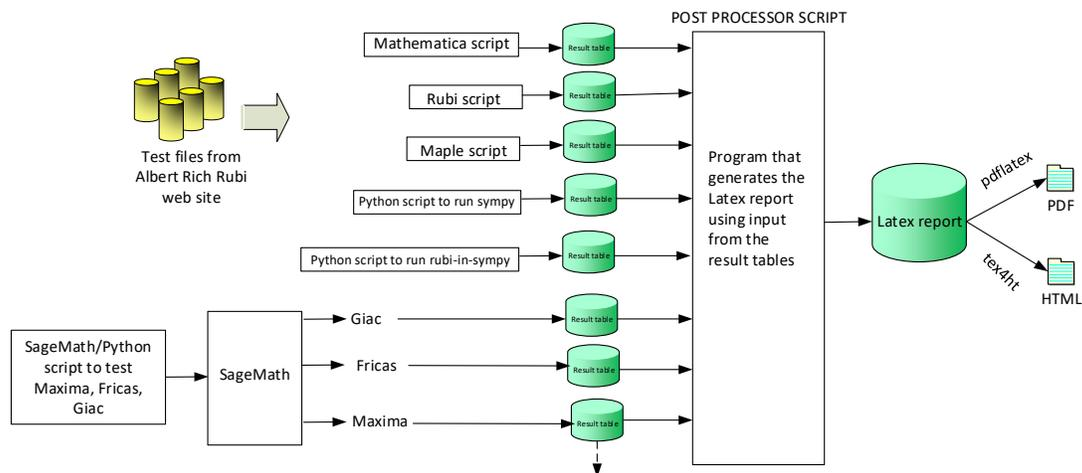 POST PROCESSOR SCRIPT
Mathematica script
Result table
Rubi script
Result table
Maple script
Result table
Python script to run sympy
Result table
Python script to run rubi-in-sympy
Result table
Test files from
Albert Rich Rubi
web site
SageMath/Python
script to test
Maxima, Fricas,
Giac
SageMath
Giac
Result table
Fricas
Result table
Maxima
Result table
Program that
generates the
Latex report
using input
from the
result tables
Latex report
pdflatex
PDF
tex4ht
HTML